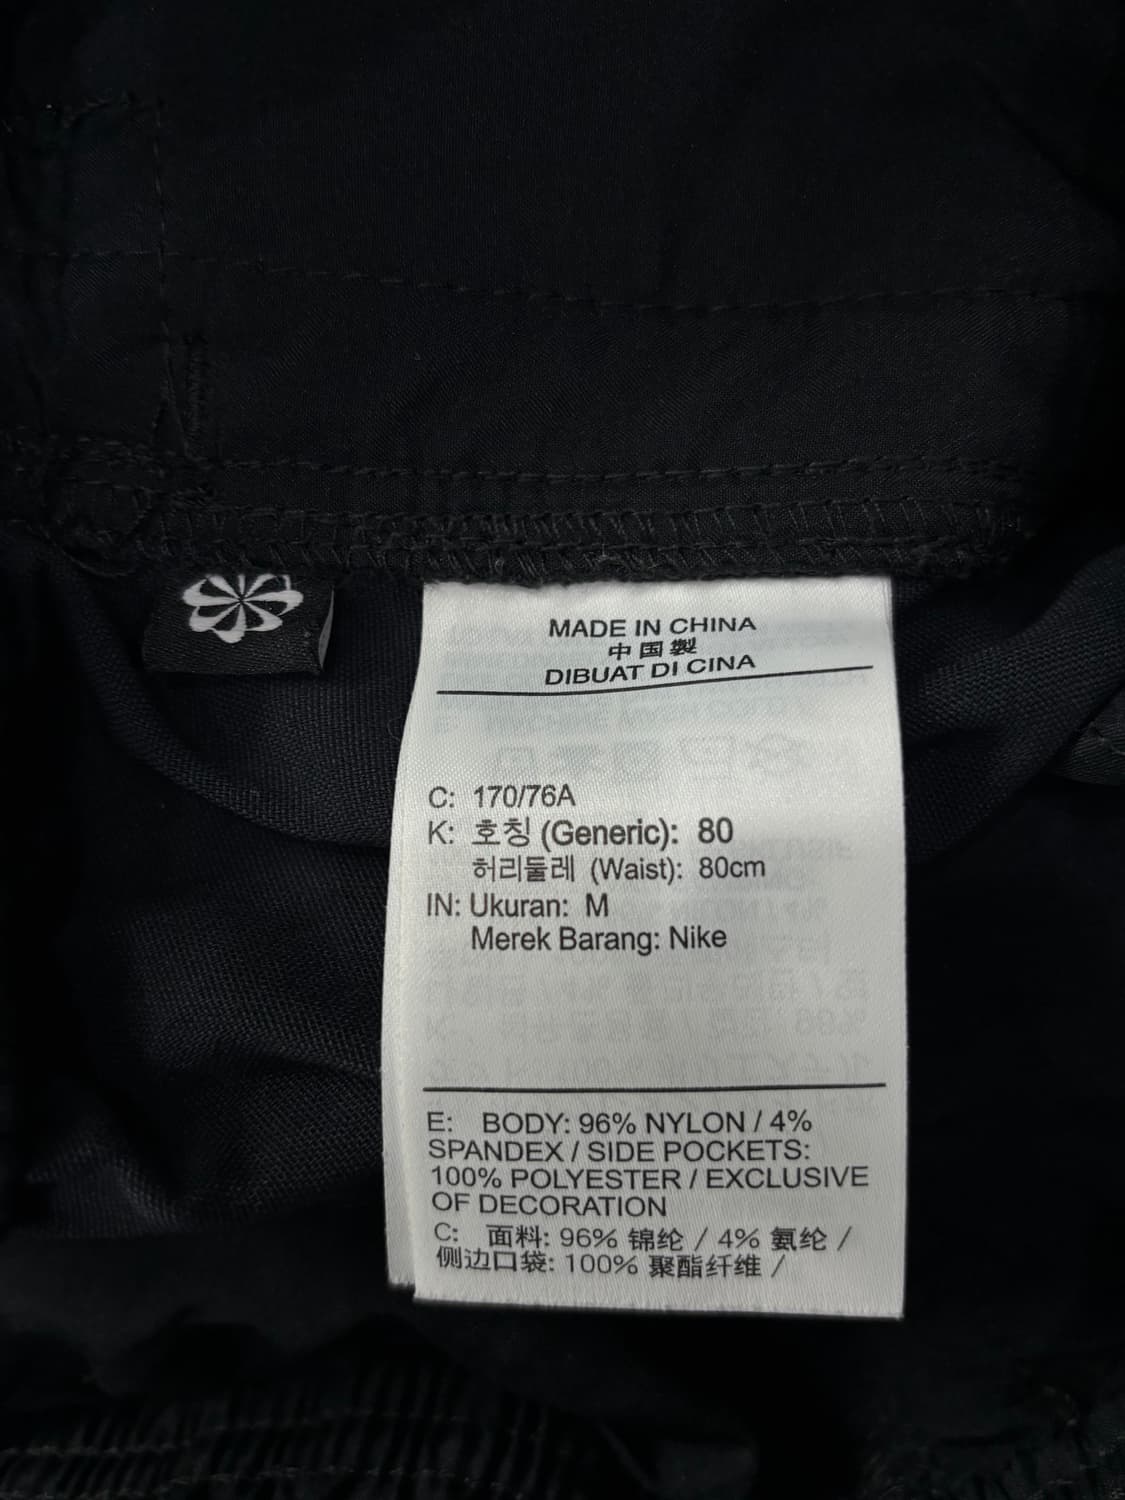 MADE IN CHINA
中国製
DIBUAT DI CINA
C: 170/76A
K: 호칭 (Generic): 80
허리둘레 (Waist): 80cm
IN: Ukuran: M
Merek Barang: Nike
E: BODY: 96% NYLON / 4%
SPANDEX / SIDE POCKETS:
100% POLYESTER / EXCLUSIVE
OF DECORATION
C: 面料: 96% 锦纶 / 4% 氨纶 /
侧边口袋: 100% 聚酯纤维 /